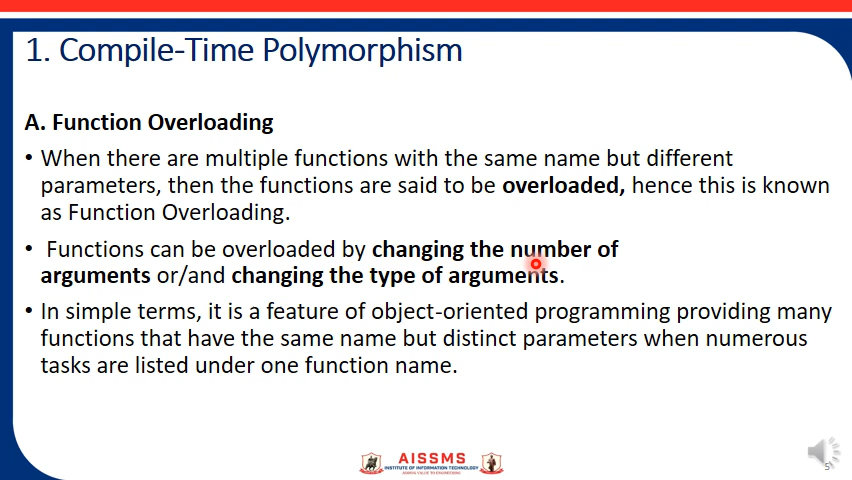 1. Compile-Time Polymorphism
A. Function Overloading
• When there are multiple functions with the same name but different
parameters, then the functions are said to be overloaded, hence this is known
as Function Overloading.
• Functions can be overloaded by changing the number of
arguments or/and changing the type of arguments.
• In simple terms, it is a feature of object-oriented programming providing many
functions that have the same name but distinct parameters when numerous
tasks are listed under one function name.
AISSMS
INSTITUTE OF INFORMATION TECHNOLOGY
ADDING VALUE TO ENGINEERING
5